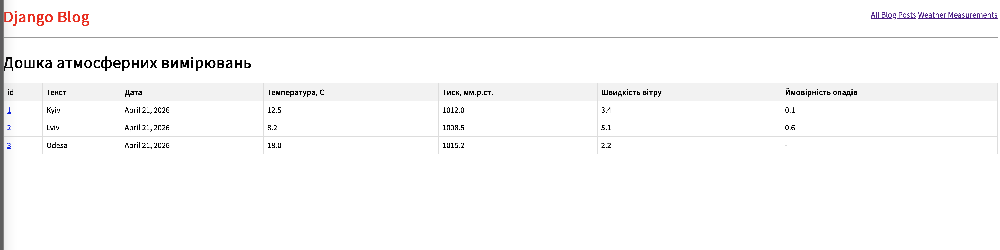 Django Blog
All Blog Posts|Weather Measurements
Дошка атмосферних вимірювань
id Текст Дата Температура, С Тиск, мм.р.ст. Швидкість вітру Ймовірність опадів
1 Kyiv April 21, 2026 12.5 1012.0 3.4 0.1
2 Lviv April 21, 2026 8.2 1008.5 5.1 0.6
3 Odesa April 21, 2026 18.0 1015.2 2.2 -